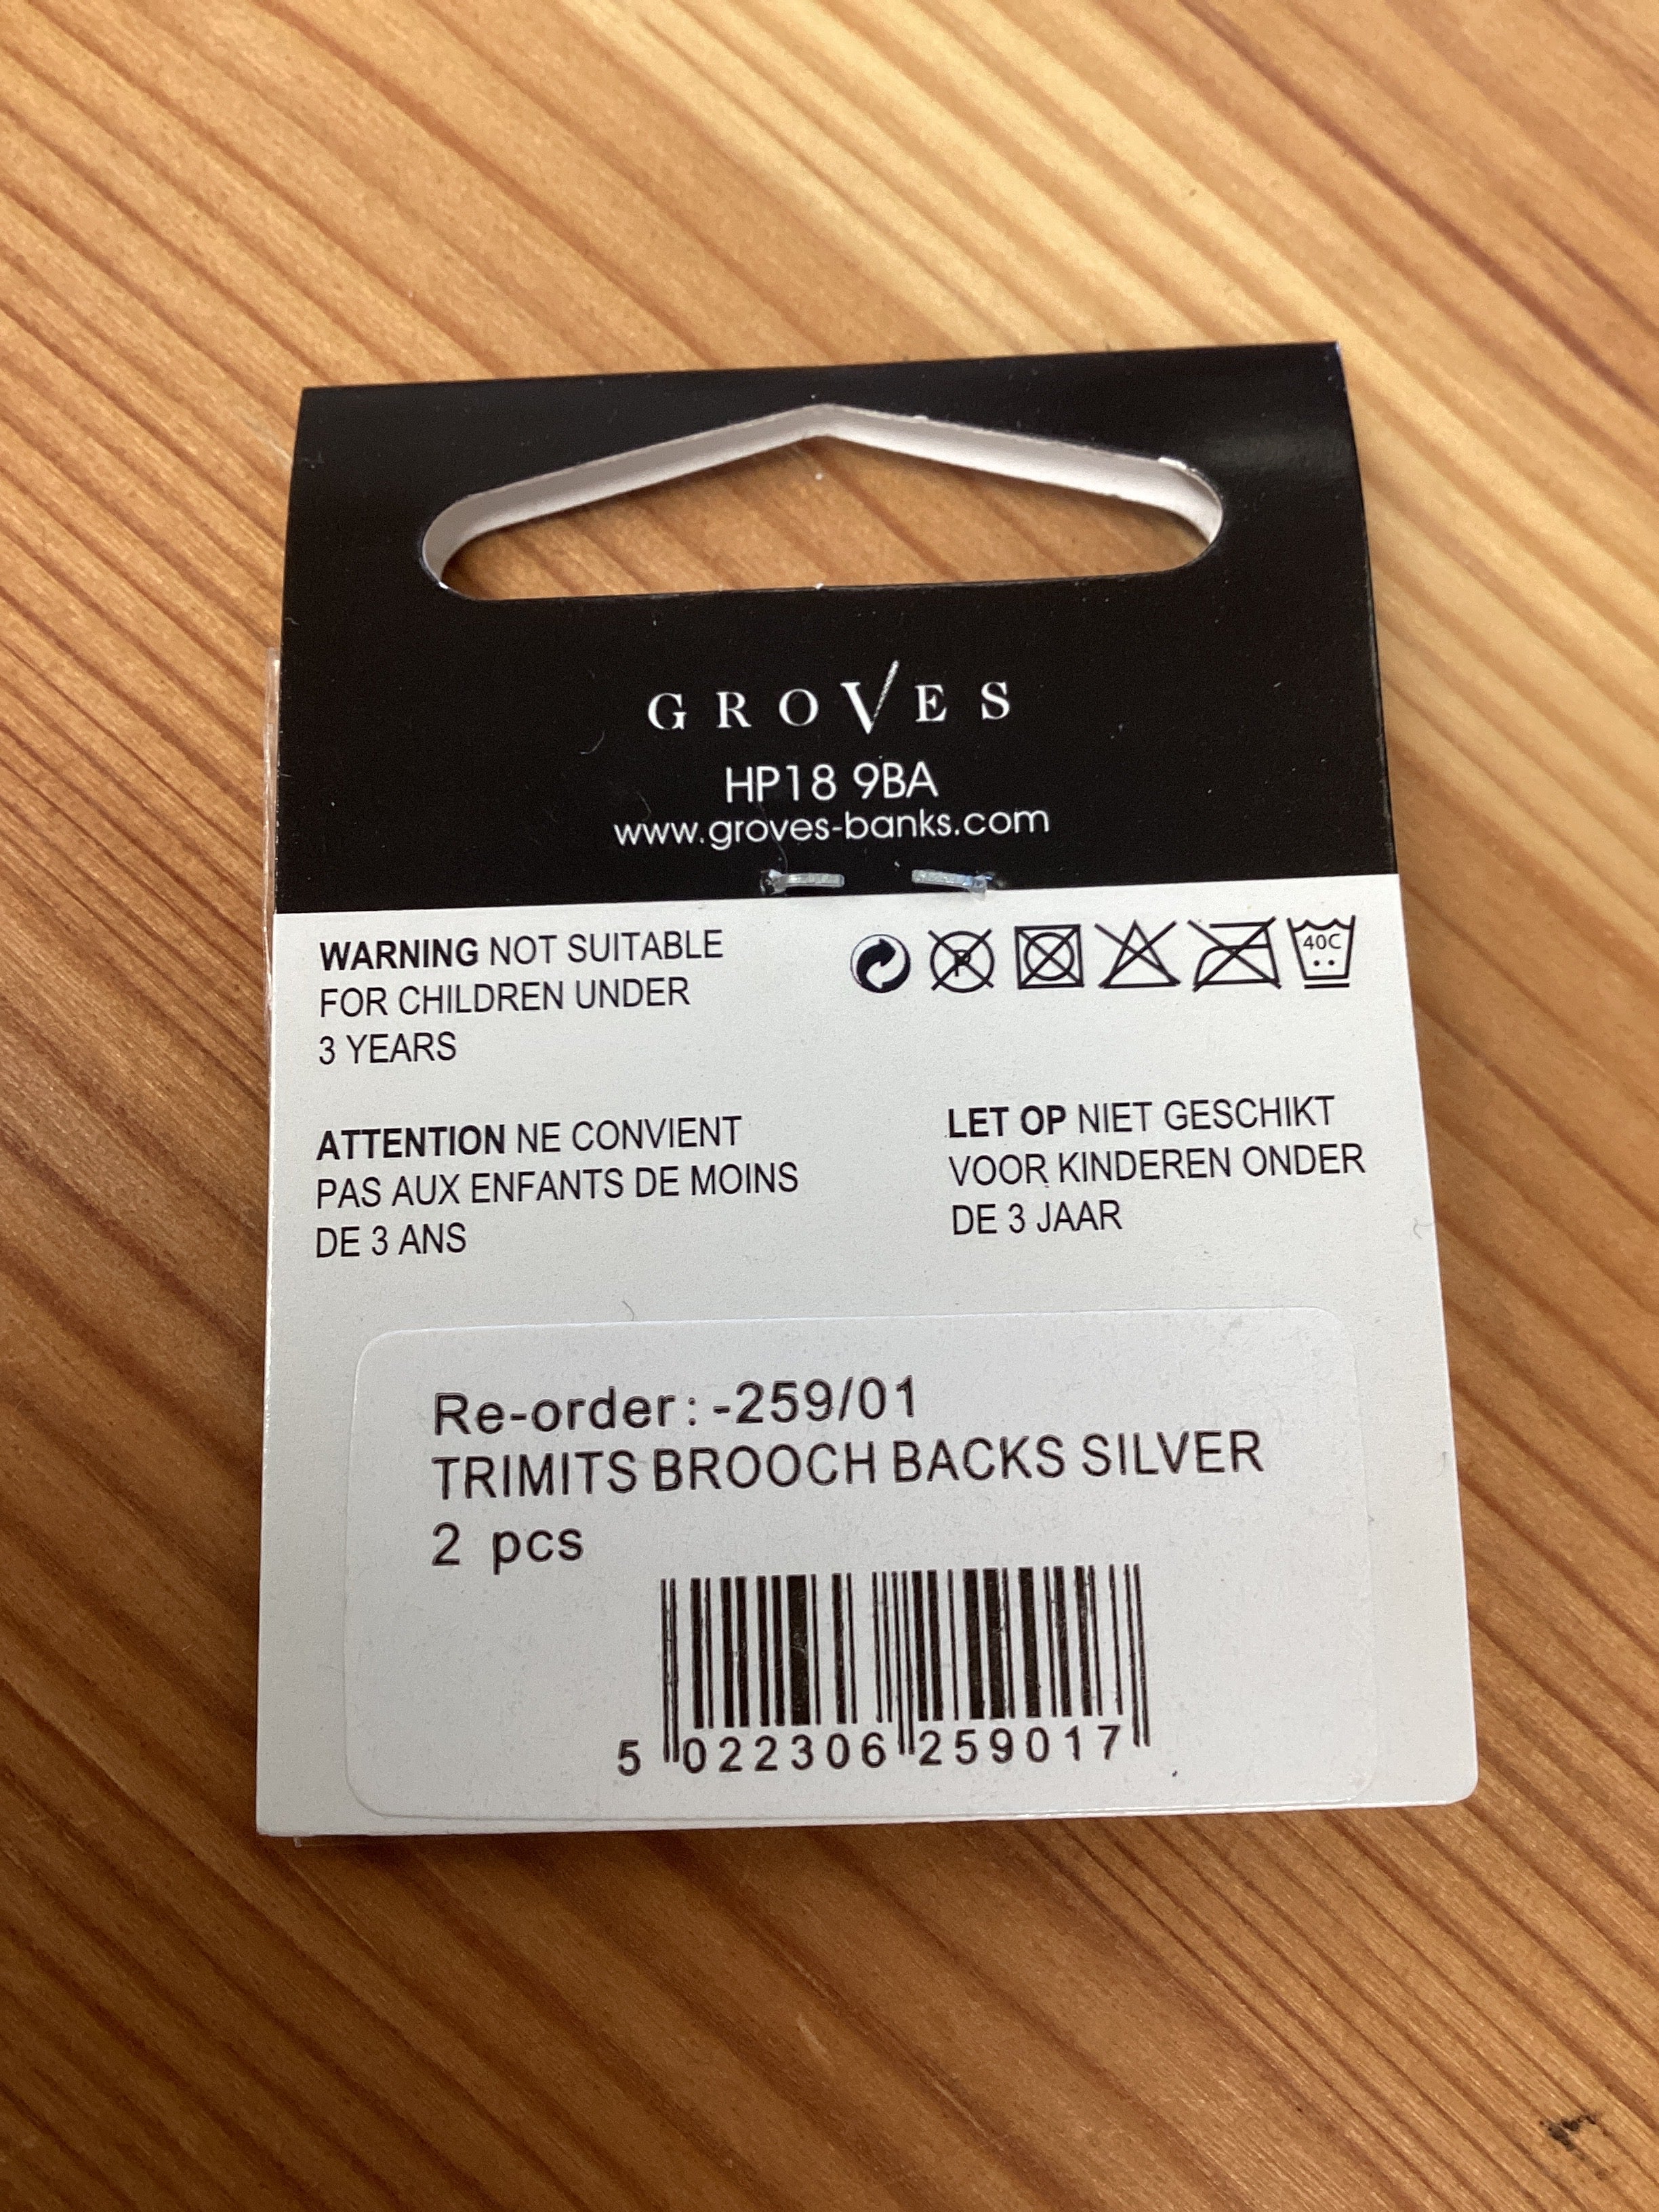 GROVES
HP18 9BA
www.groves-banks.com
WARNING NOT SUITABLE
FOR CHILDREN UNDER
3 YEARS
P
40C
ATTENTION NE CONVIENT
PAS AUX ENFANTS DE MOINS
DE 3 ANS
LET OP NIET GESCHIKT
VOOR KINDEREN ONDER
DE 3 JAAR
Re-order: -259/01
TRIMITS BROOCH BACKS SILVER
2 pcs
5 022306 259017